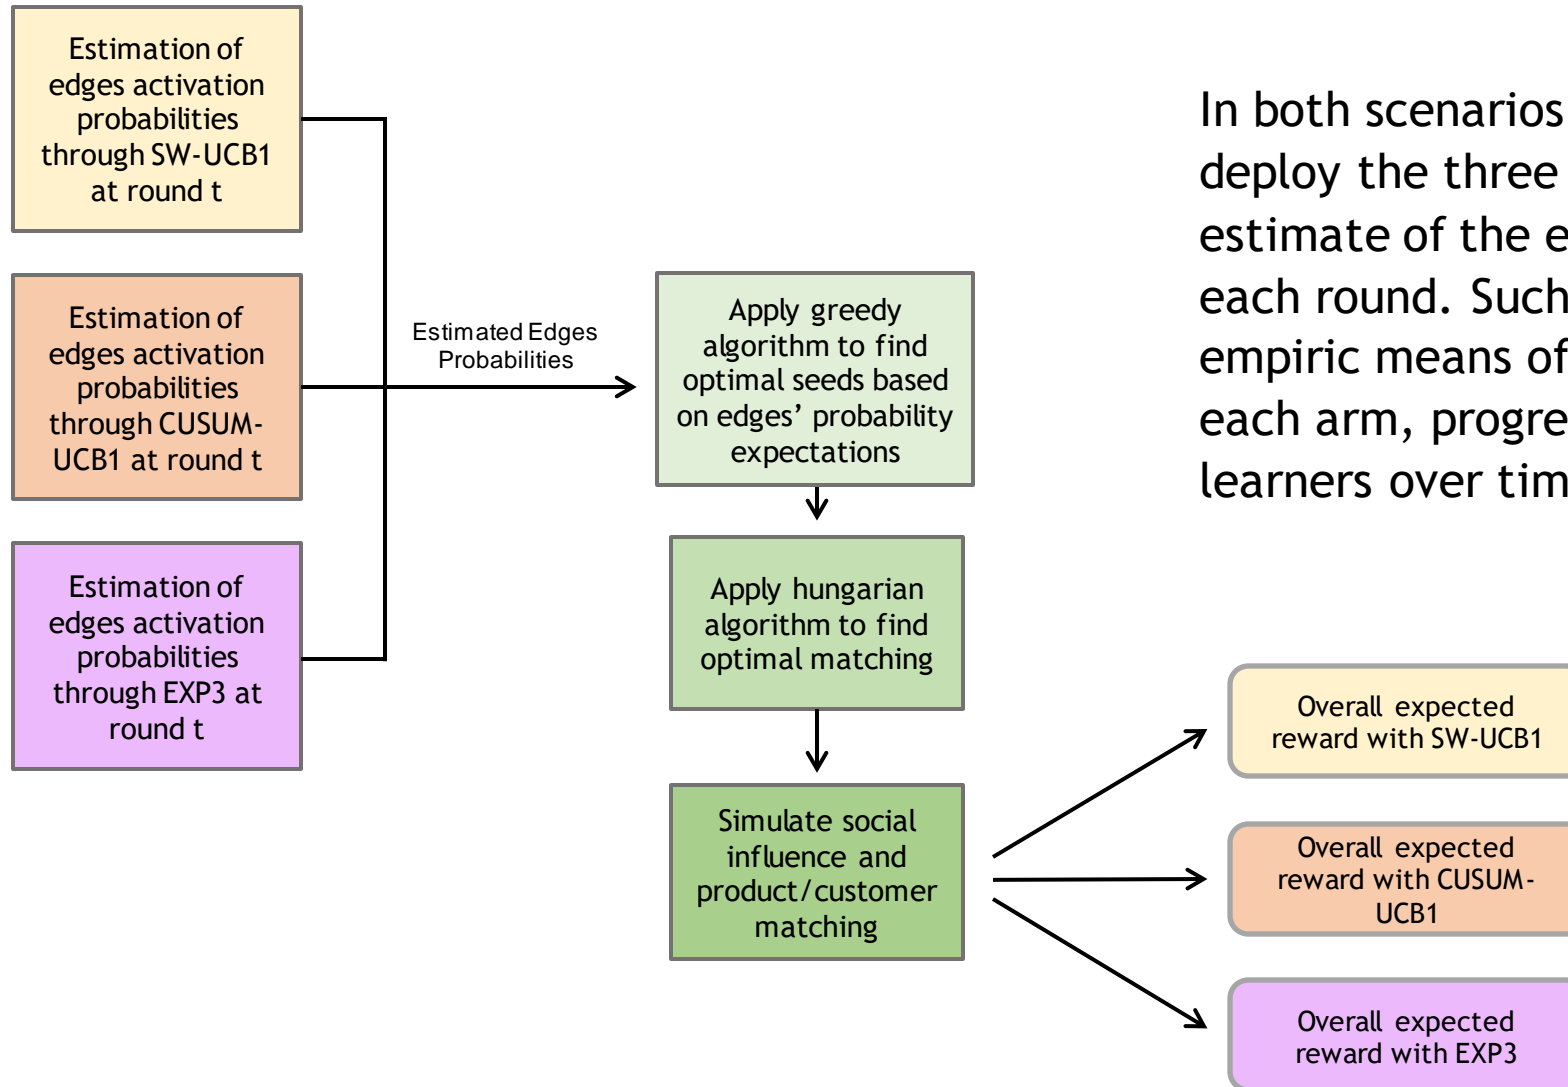 Estimation of
edges activation
probabilities
through SW-UCB1
at round t
Estimation of
edges activation
probabilities
through CUSUM-
UCB1 at round t
Estimation of
edges activation
probabilities
through EXP3 at
round t
Estimated Edges
Probabilities
Apply greedy
algorithm to find
optimal seeds based
on edges’ probability
expectations
Apply hungarian
algorithm to find
optimal matching
Simulate social
influence and
product/customer
matching
In both scenarios
deploy the three
estimate of the
each round. Such
empiric means of
each arm,
learners over
Overall expected
reward with SW-UCB1
Overall expected
reward with CUSUM-
UCB1
Overall expected
reward with EXP3